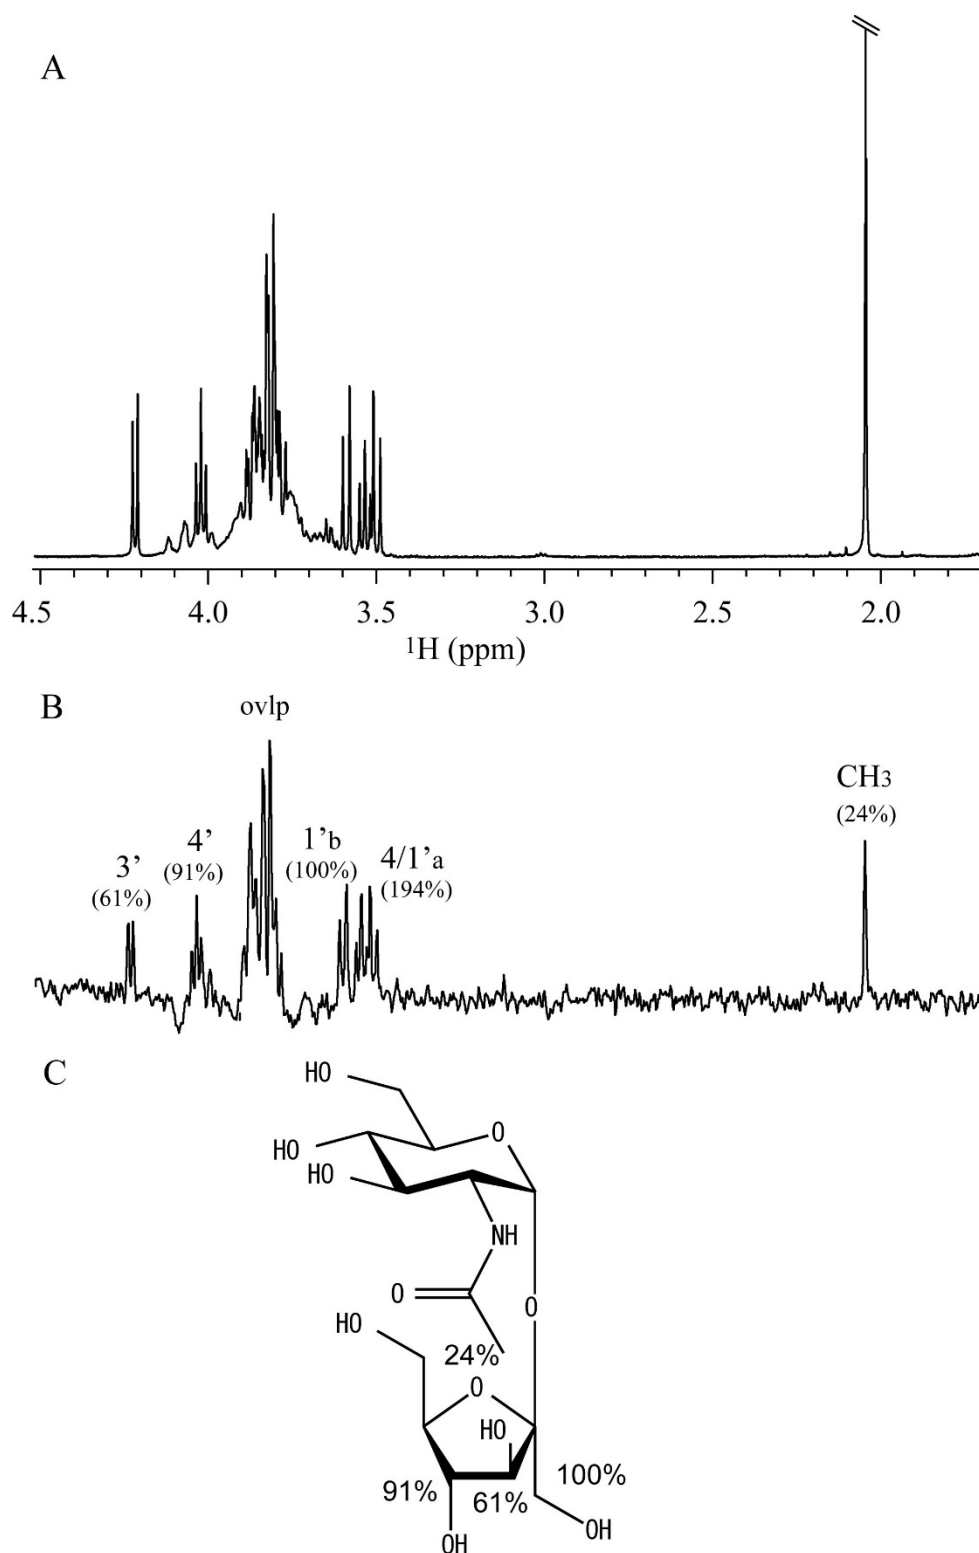 A
4.5 4.0 3.5 3.0 2.5 2.0
¹H (ppm)
B
ovlp
3’
(61%)
4’
(91%)
1’b
(100%)
4/1’a
(194%)
CH₃
(24%)
C
HO
O
HO
HO
NH
O
O
HO
24%
O
HO
100%
91%
61%
OH
OH